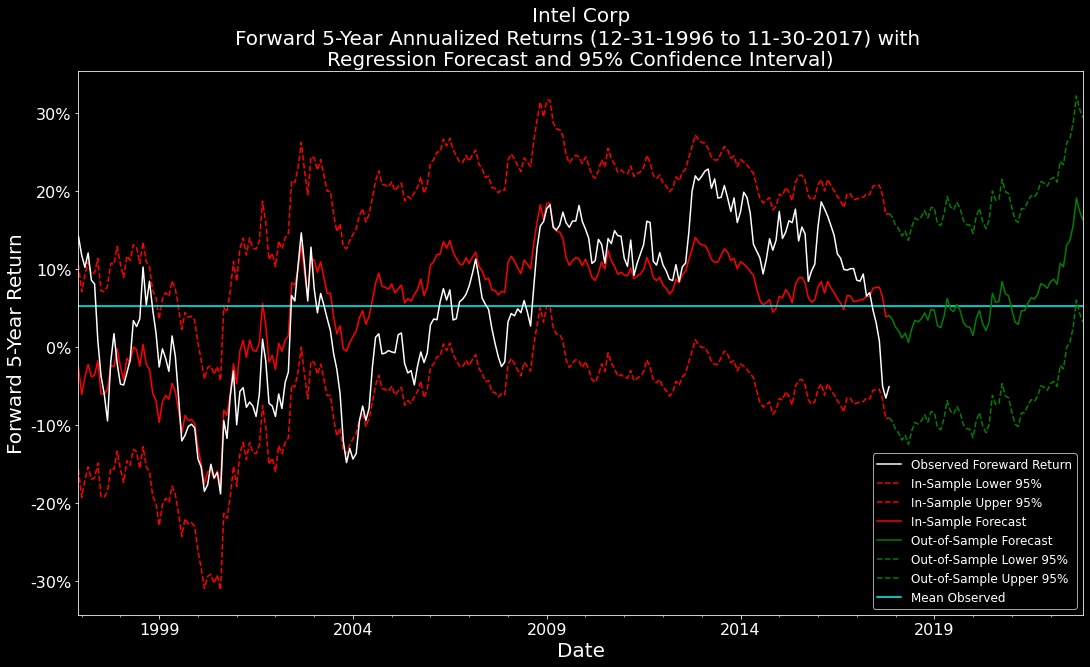 Intel Corp
Forward 5-Year Annualized Returns (12-31-1996 to 11-30-2017) with
Regression Forecast and 95% Confidence Interval)
Forward 5-Year Return
30%
20%
10%
0%
-10%
-20%
-30%
Observed Foreward Return
In-Sample Lower 95%
In-Sample Upper 95%
In-Sample Forecast
Out-of-Sample Forecast
Out-of-Sample Lower 95%
Out-of-Sample Upper 95%
Mean Observed
1999 2004 2009 2014 2019
Date